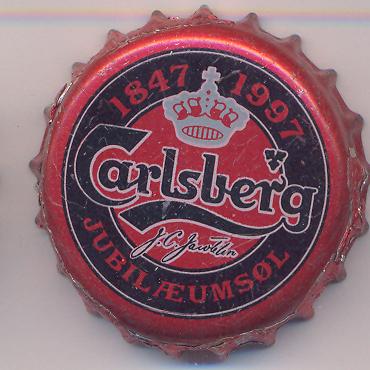 1847 1997
Carlsberg
J.C. Jacobsen
JUBILÆUMSØL